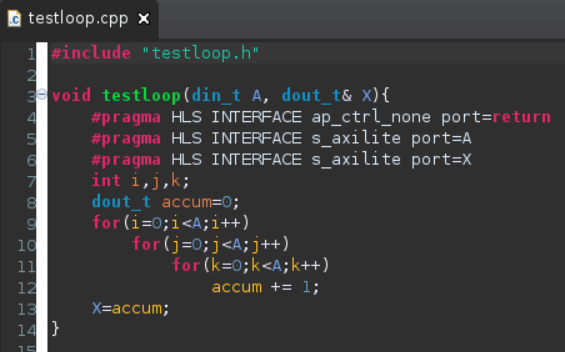 testloop.cpp
1 #include "testloop.h"
2
3 void testloop(din_t A, dout_t& X){
4     #pragma HLS INTERFACE ap_ctrl_none port=return
5     #pragma HLS INTERFACE s_axilite port=A
6     #pragma HLS INTERFACE s_axilite port=X
7     int i,j,k;
8     dout_t accum=0;
9     for(i=0;i<A;i++)
10         for(j=0;j<A;j++)
11             for(k=0;k<A;k++)
12                 accum += 1;
13     X=accum;
14 }
15